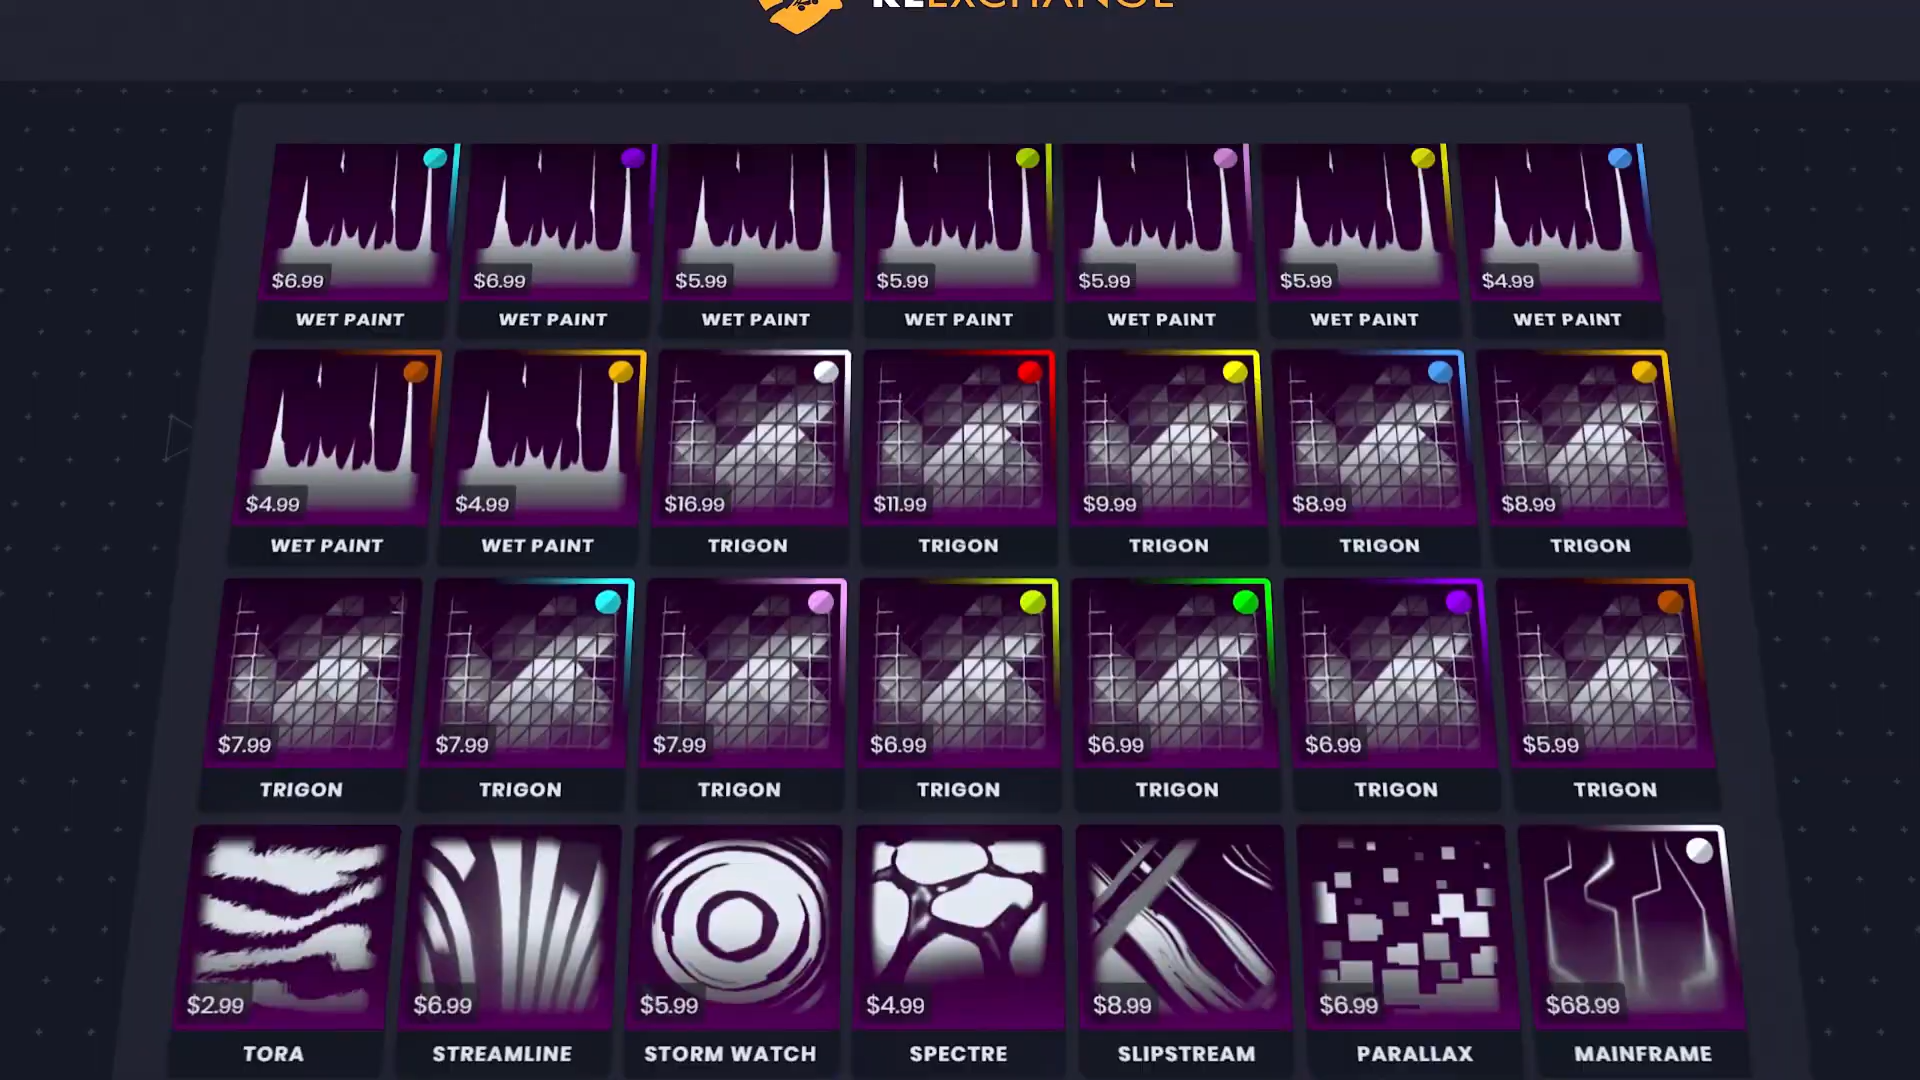 RLEXCHANGE
$6.99 $6.99 $5.99 $5.99 $5.99 $5.99 $4.99
WET PAINT WET PAINT WET PAINT WET PAINT WET PAINT WET PAINT WET PAINT
$4.99 $4.99 $16.99 $11.99 $9.99 $8.99 $8.99
WET PAINT WET PAINT TRIGON TRIGON TRIGON TRIGON TRIGON
$7.99 $7.99 $7.99 $6.99 $6.99 $6.99 $5.99
TRIGON TRIGON TRIGON TRIGON TRIGON TRIGON TRIGON
$2.99 $6.99 $5.99 $4.99 $8.99 $6.99 $68.99
TORA STREAMLINE STORM WATCH SPECTRE SLIPSTREAM PARALLAX MAINFRAME